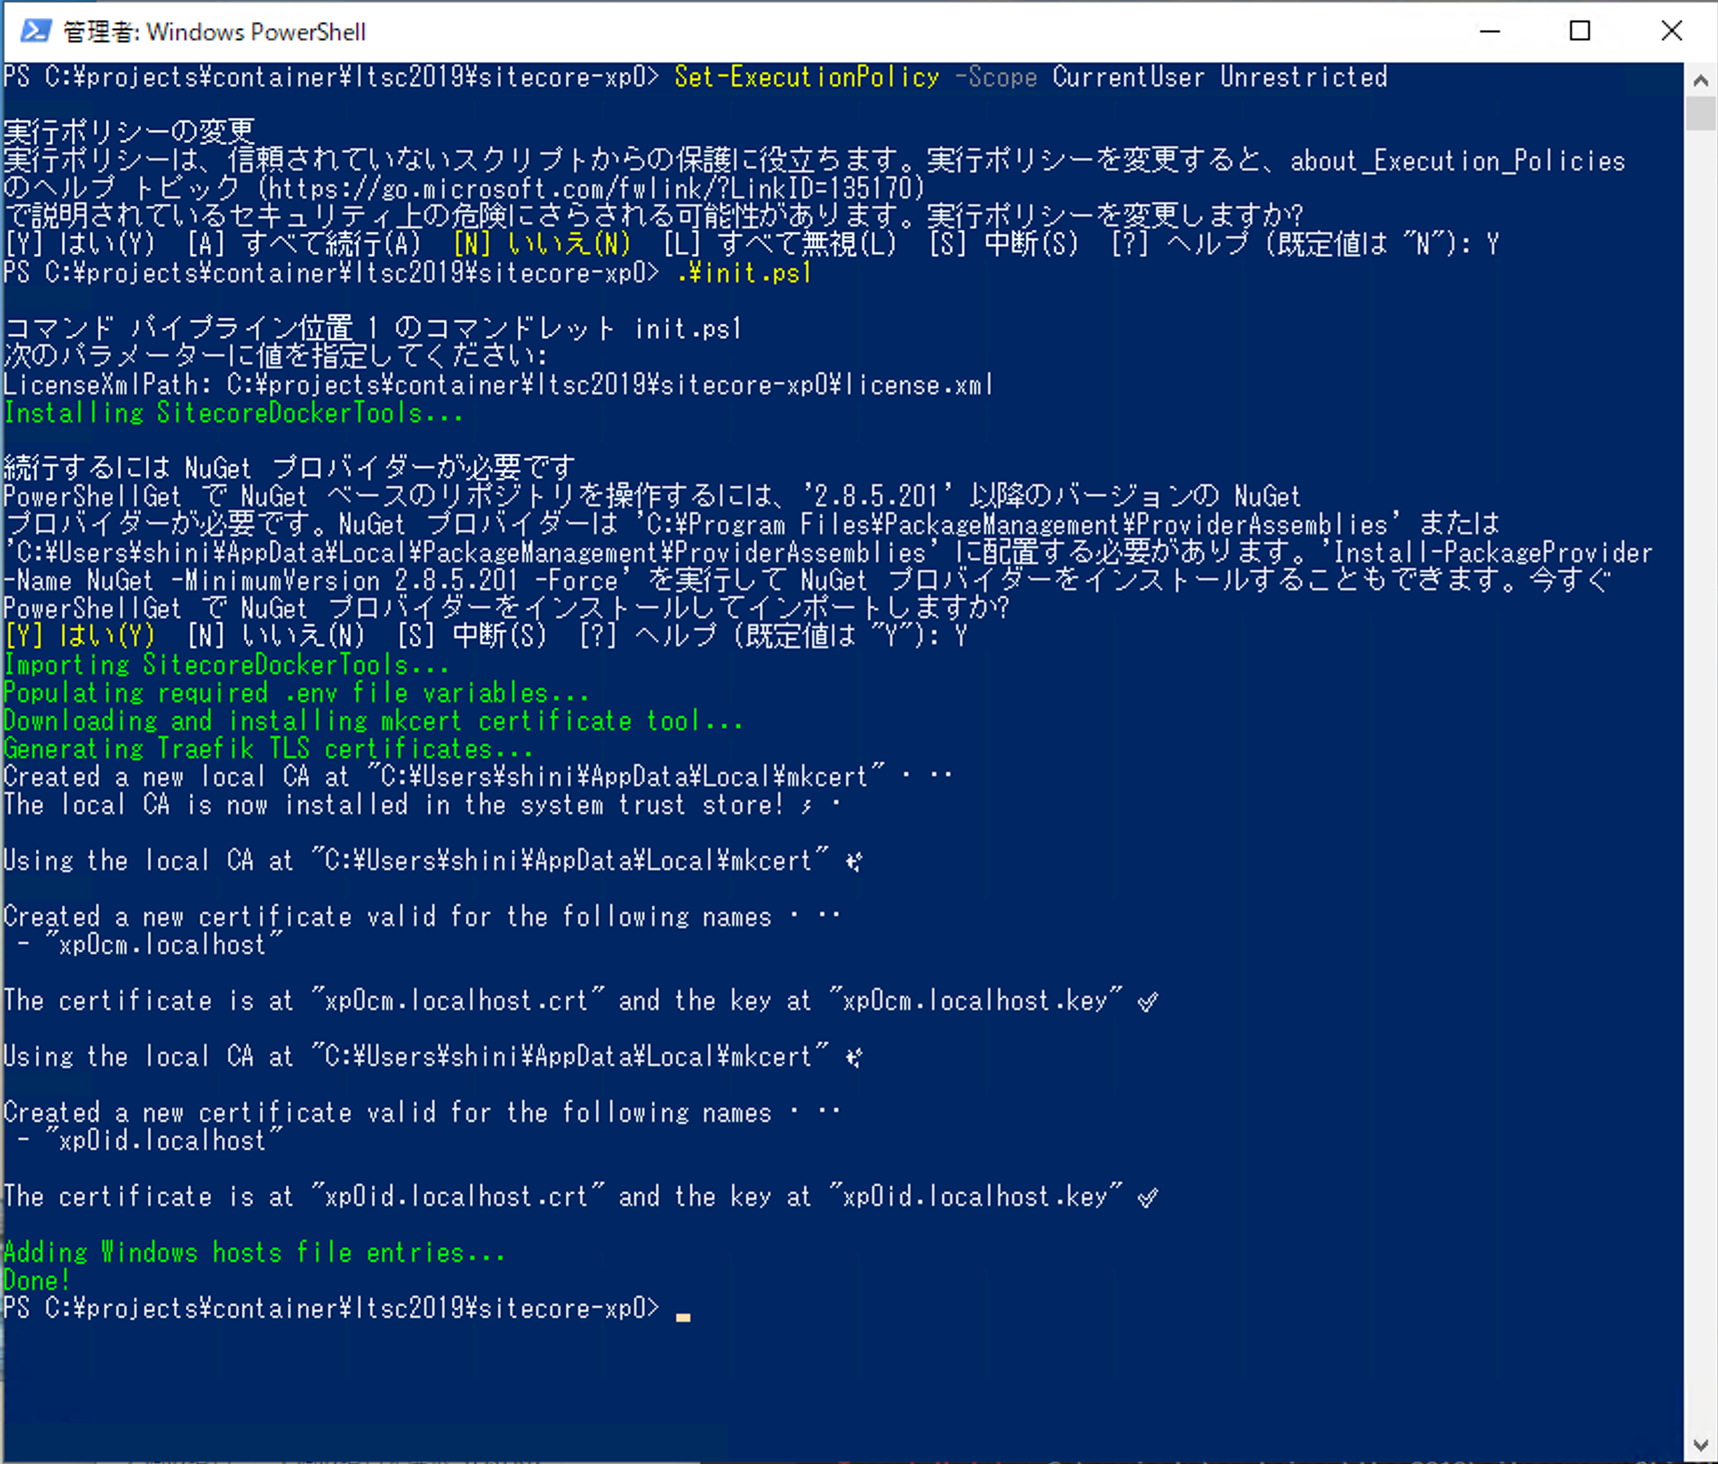 管理者: Windows PowerShell
PS C:¥projects¥container¥ltsc2019¥sitecore-xp0> Set-ExecutionPolicy -Scope CurrentUser Unrestricted
実行ポリシーの変更
実行ポリシーは、信頼されていないスクリプトからの保護に役立ちます。実行ポリシーを変更すると、about_Execution_Policies
のヘルプ トピック (https://go.microsoft.com/fwlink/?LinkID=135170)
で説明されているセキュリティ上の危険にさらされる可能性があります。実行ポリシーを変更しますか?
[Y] はい(Y)  [A] すべて続行(A)  [N] いいえ(N)  [L] すべて無視(L)  [S] 中断(S)  [?] ヘルプ (既定値は "N"): Y
PS C:¥projects¥container¥ltsc2019¥sitecore-xp0> .¥init.ps1
コマンド パイプライン位置 1 のコマンドレット init.ps1
次のパラメーターに値を指定してください:
LicenseXmlPath: C:¥projects¥container¥ltsc2019¥sitecore-xp0¥license.xml
Installing SitecoreDockerTools...
続行するには NuGet プロバイダーが必要です
PowerShellGet で NuGet ベースのリポジトリを操作するには、'2.8.5.201' 以降のバージョンの NuGet
プロバイダーが必要です。NuGet プロバイダーは 'C:¥Program Files¥PackageManagement¥ProviderAssemblies' または
'C:¥Users¥shini¥AppData¥Local¥PackageManagement¥ProviderAssemblies' に配置する必要があります。'Install-PackageProvider
-Name NuGet -MinimumVersion 2.8.5.201 -Force' を実行して NuGet プロバイダーをインストールすることもできます。今すぐ
PowerShellGet で NuGet プロバイダーをインストールしてインポートしますか?
[Y] はい(Y)  [N] いいえ(N)  [S] 中断(S)  [?] ヘルプ (既定値は "Y"): Y
Importing SitecoreDockerTools...
Populating required .env file variables...
Downloading and installing mkcert certificate tool...
Generating Traefik TLS certificates...
Created a new local CA at "C:¥Users¥shini¥AppData¥Local¥mkcert"
The local CA is now installed in the system trust store!
Using the local CA at "C:¥Users¥shini¥AppData¥Local¥mkcert"
Created a new certificate valid for the following names
- "xp0cm.localhost"
The certificate is at "xp0cm.localhost.crt" and the key at "xp0cm.localhost.key" ✅
Using the local CA at "C:¥Users¥shini¥AppData¥Local¥mkcert"
Created a new certificate valid for the following names
- "xp0id.localhost"
The certificate is at "xp0id.localhost.crt" and the key at "xp0id.localhost.key" ✅
Adding Windows hosts file entries...
Done!
PS C:¥projects¥container¥ltsc2019¥sitecore-xp0>